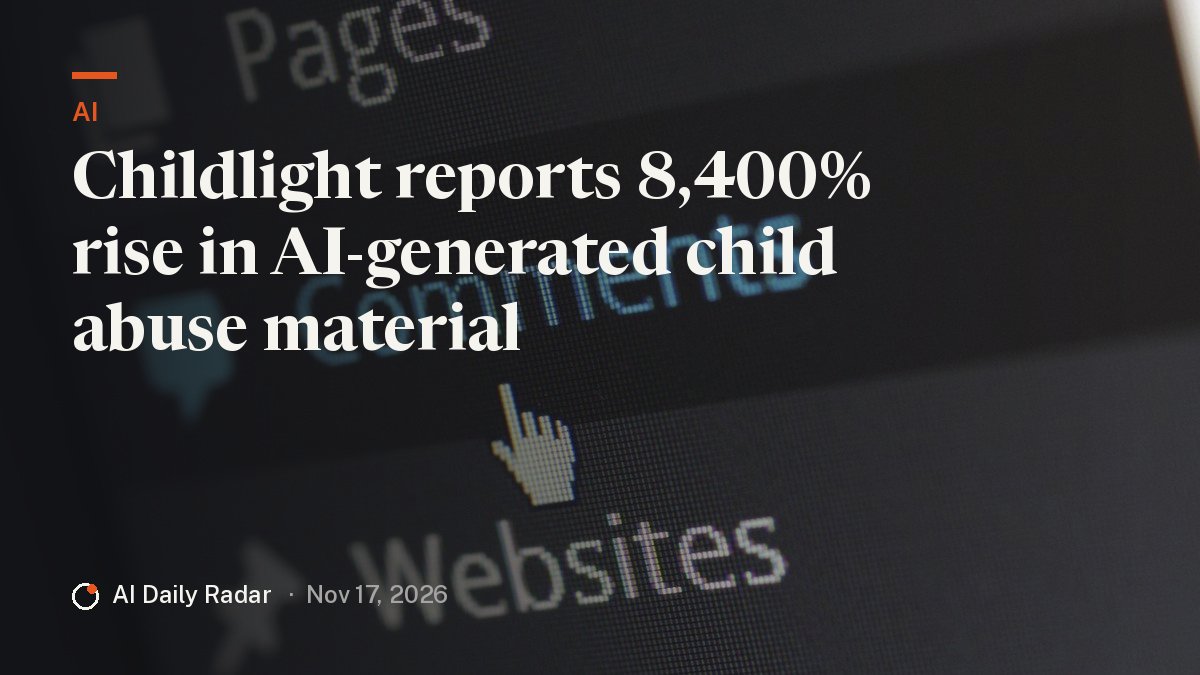 Pages
AI
Childlight reports 8,400%
rise in AI-generated child
abuse material
Comments
Websites
AI Daily Radar · Nov 17, 2026